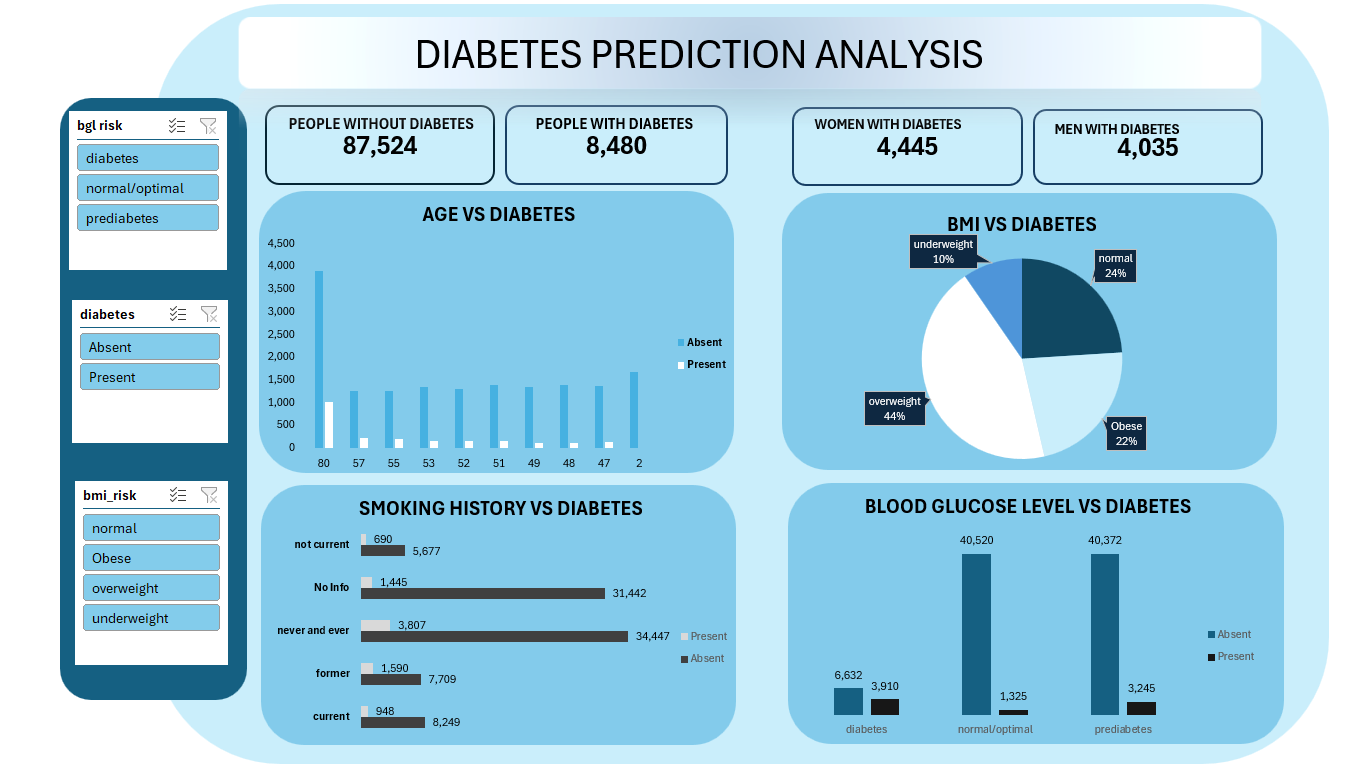 DIABETES PREDICTION ANALYSIS
bgl risk
diabetes
normal/optimal
prediabetes
diabetes
Absent
Present
bmi_risk
normal
Obese
overweight
underweight
PEOPLE WITHOUT DIABETES
87,524
PEOPLE WITH DIABETES
8,480
WOMEN WITH DIABETES
4,445
MEN WITH DIABETES
4,035
AGE VS DIABETES
4,500
4,000
3,500
3,000
2,500
2,000
1,500
1,000
500
0
80 57 55 53 52 51 49 48 47 2
Absent
Present
BMI VS DIABETES
underweight
10%
normal
24%
overweight
44%
Obese
22%
SMOKING HISTORY VS DIABETES
not current
690
5,677
No Info
1,445
31,442
never and ever
3,807
34,447
former
1,590
7,709
current
948
8,249
Present
Absent
BLOOD GLUCOSE LEVEL VS DIABETES
6,632
3,910
40,520
1,325
40,372
3,245
diabetes normal/optimal prediabetes
Absent
Present